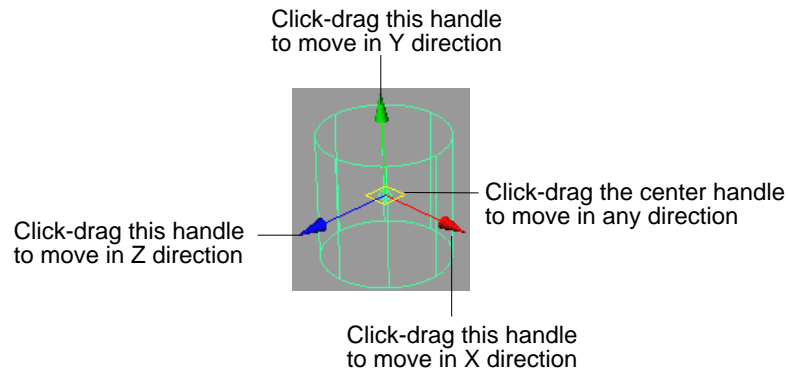 Click-drag this handle
to move in Y direction
Click-drag the center handle
to move in any direction
Click-drag this handle
to move in Z direction
Click-drag this handle
to move in X direction